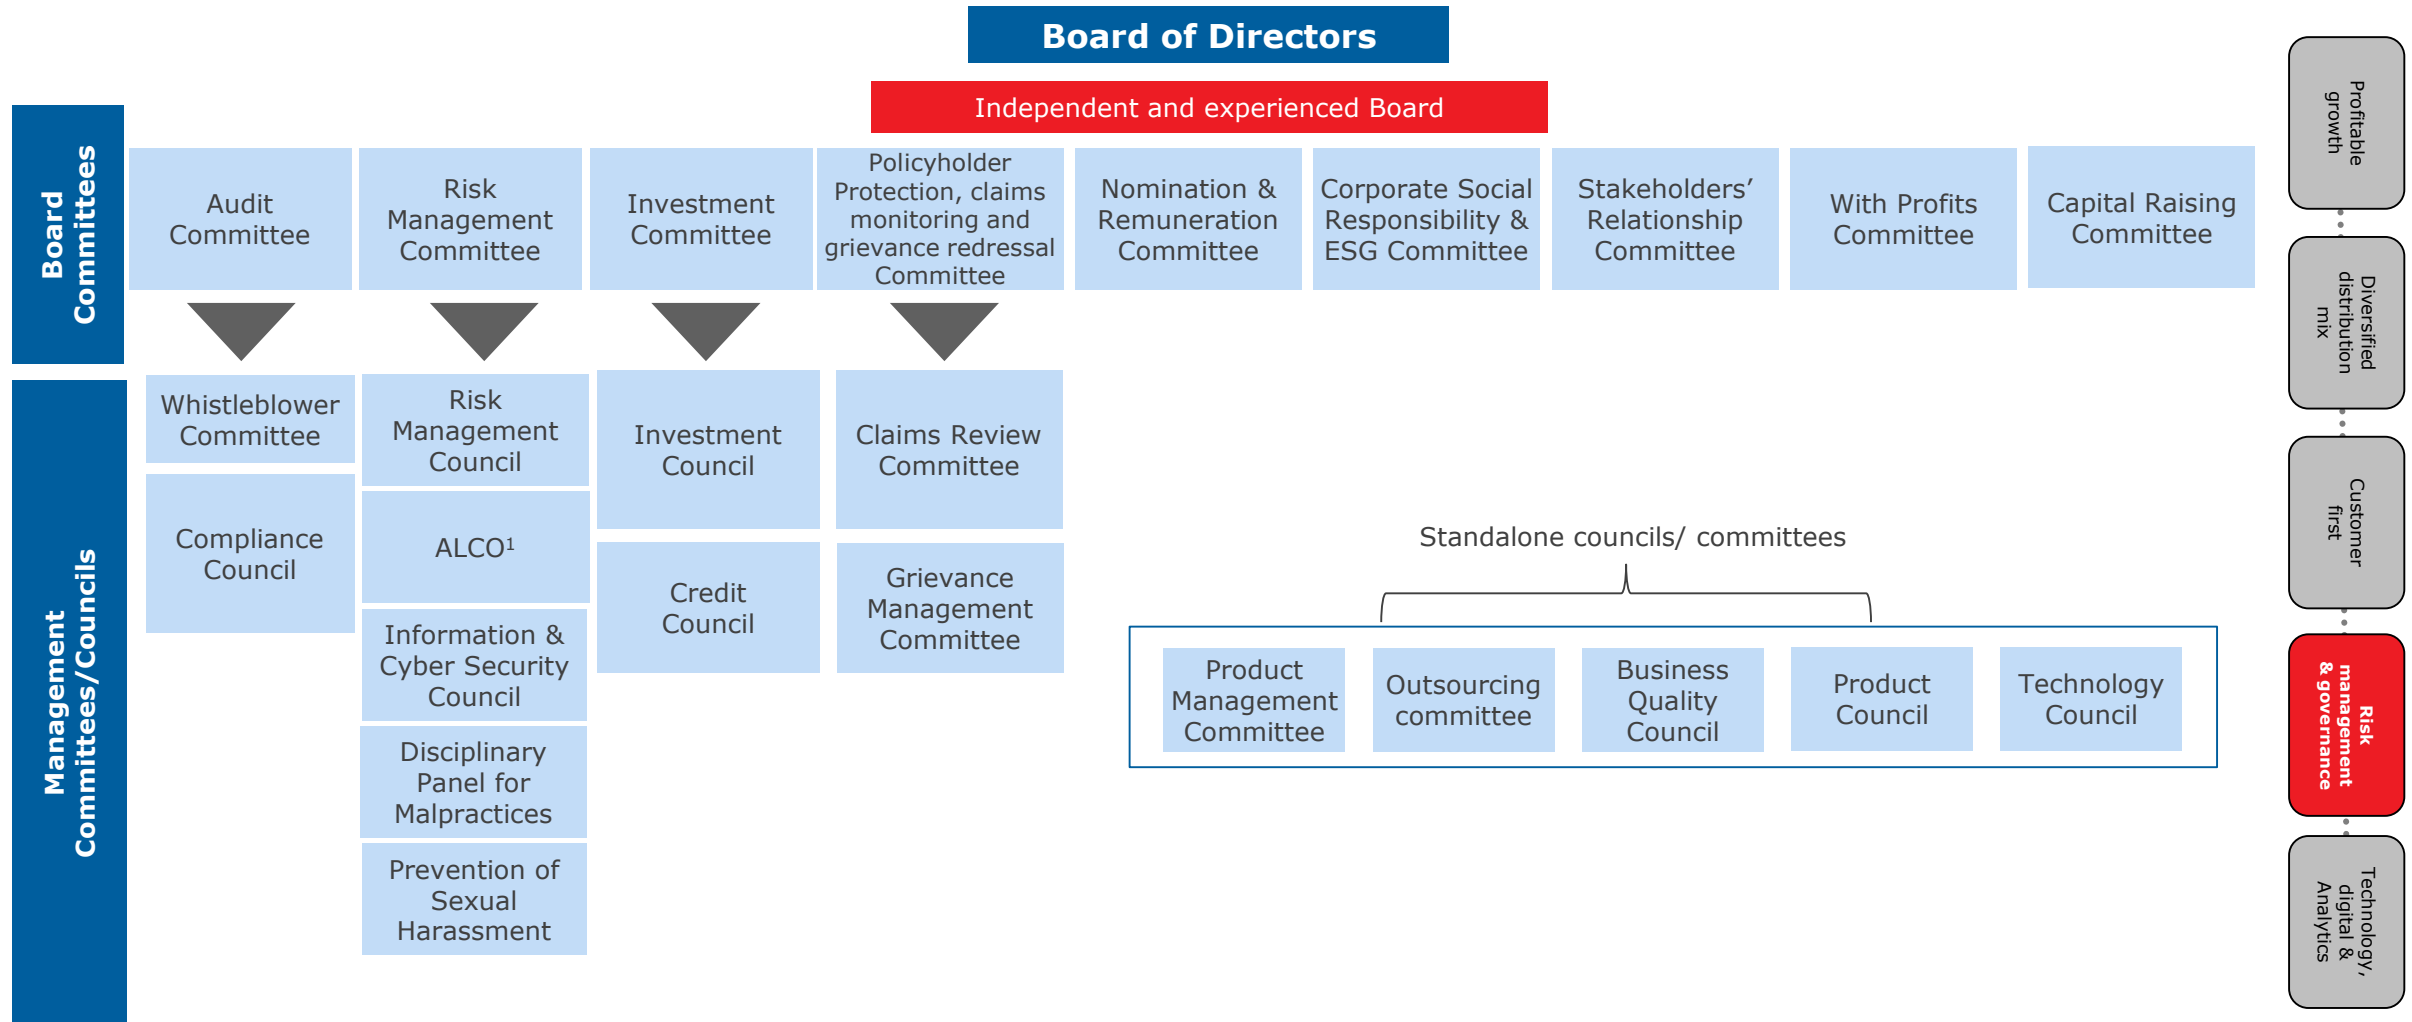 Board of Directors
Independent and experienced Board
Board
Committees
Audit
Committee
Risk
Management
Committee
Investment
Committee
Policyholder
Protection, claims
monitoring and
grievance redressal
Committee
Nomination &
Remuneration
Committee
Corporate Social
Responsibility &
ESG Committee
Stakeholders’
Relationship
Committee
With Profits
Committee
Capital Raising
Committee
Management
Committees/Councils
Whistleblower
Committee
Compliance
Council
Risk
Management
Council
ALCO¹
Information &
Cyber Security
Council
Disciplinary
Panel for
Malpractices
Prevention of
Sexual
Harassment
Investment
Council
Credit
Council
Claims Review
Committee
Grievance
Management
Committee
Standalone councils/ committees
Product
Management
Committee
Outsourcing
committee
Business
Quality
Council
Product
Council
Technology
Council
Profitable
growth
Diversified
distribution
mix
Customer
first
Risk
management
& governance
Technology,
digital &
Analytics